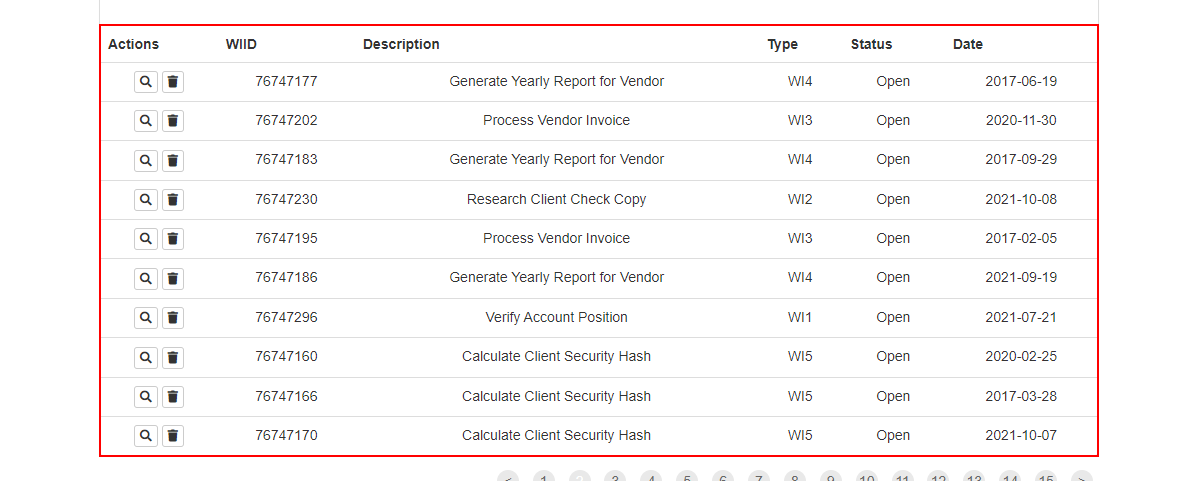 Actions WIID Description Type Status Date
76747177 Generate Yearly Report for Vendor WI4 Open 2017-06-19
76747202 Process Vendor Invoice WI3 Open 2020-11-30
76747183 Generate Yearly Report for Vendor WI4 Open 2017-09-29
76747230 Research Client Check Copy WI2 Open 2021-10-08
76747195 Process Vendor Invoice WI3 Open 2017-02-05
76747186 Generate Yearly Report for Vendor WI4 Open 2021-09-19
76747296 Verify Account Position WI1 Open 2021-07-21
76747160 Calculate Client Security Hash WI5 Open 2020-02-25
76747166 Calculate Client Security Hash WI5 Open 2017-03-28
76747170 Calculate Client Security Hash WI5 Open 2021-10-07
< 1 2 3 4 5 6 7 8 9 10 11 12 13 14 15 >